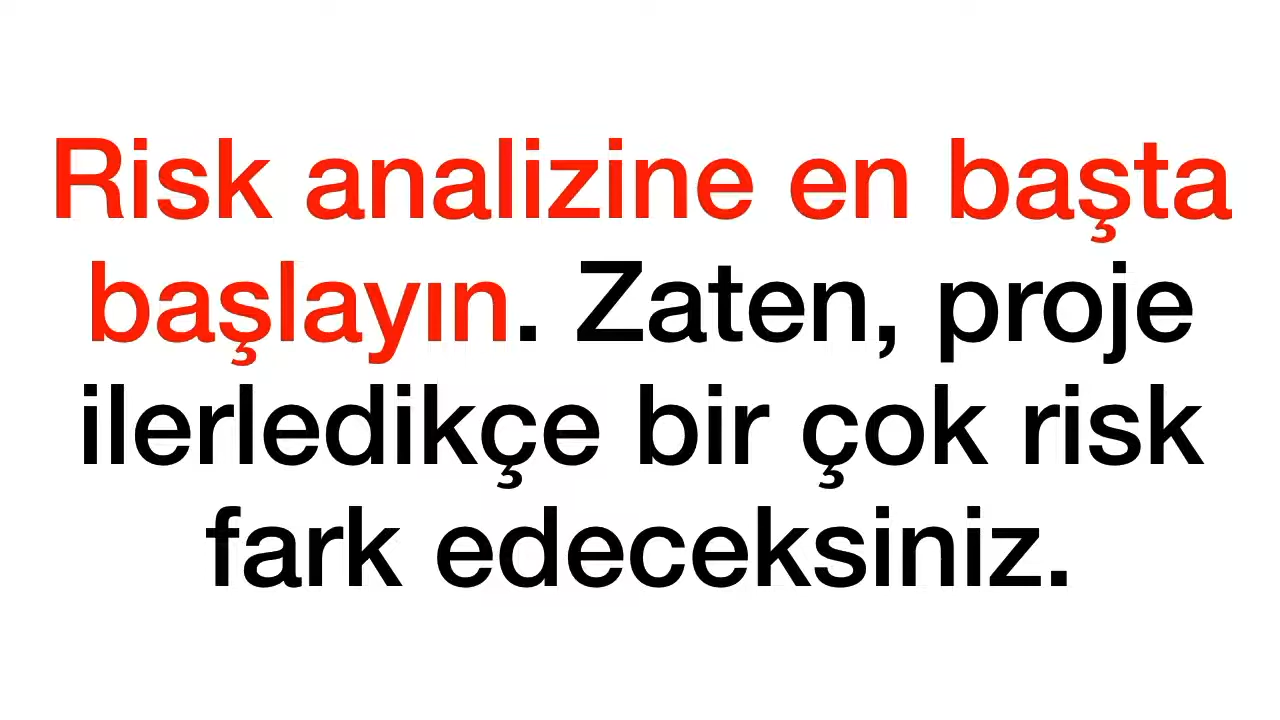 Risk analizine en başta
başlayın. Zaten, proje
ilerledikçe bir çok risk
fark edeceksiniz.